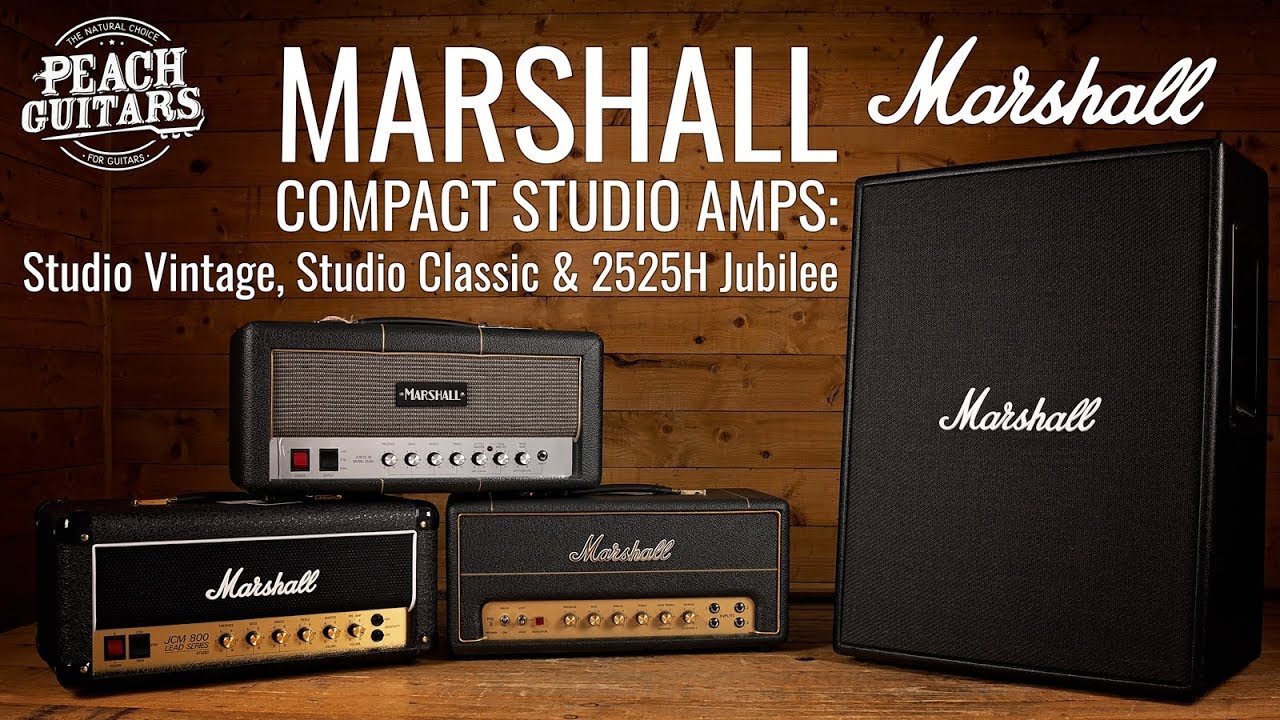 THE NATURAL CHOICE
PEACH
GUITARS
FOR GUITARS
MARSHALL
COMPACT STUDIO AMPS:
Studio Vintage, Studio Classic & 2525H Jubilee
Marshall
MARSHALL
Marshall
JCM 800
LEAD SERIES
STUDIO
Marshall
Marshall